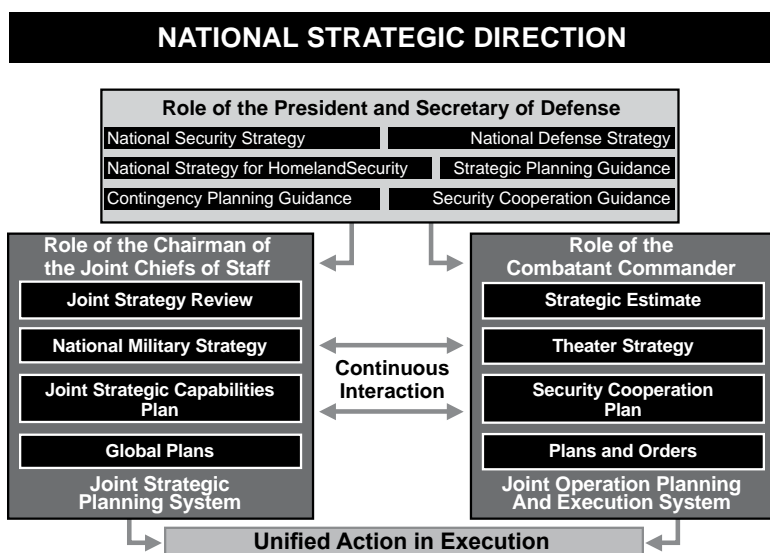 NATIONAL STRATEGIC DIRECTION
Role of the President and Secretary of Defense
National Security Strategy
National Defense Strategy
National Strategy for HomelandSecurity
Strategic Planning Guidance
Contingency Planning Guidance
Security Cooperation Guidance
Role of the Chairman of
the Joint Chiefs of Staff
Joint Strategy Review
National Military Strategy
Joint Strategic Capabilities
Plan
Global Plans
Joint Strategic
Planning System
Continuous
Interaction
Role of the
Combatant Commander
Strategic Estimate
Theater Strategy
Security Cooperation
Plan
Plans and Orders
Joint Operation Planning
And Execution System
Unified Action in Execution